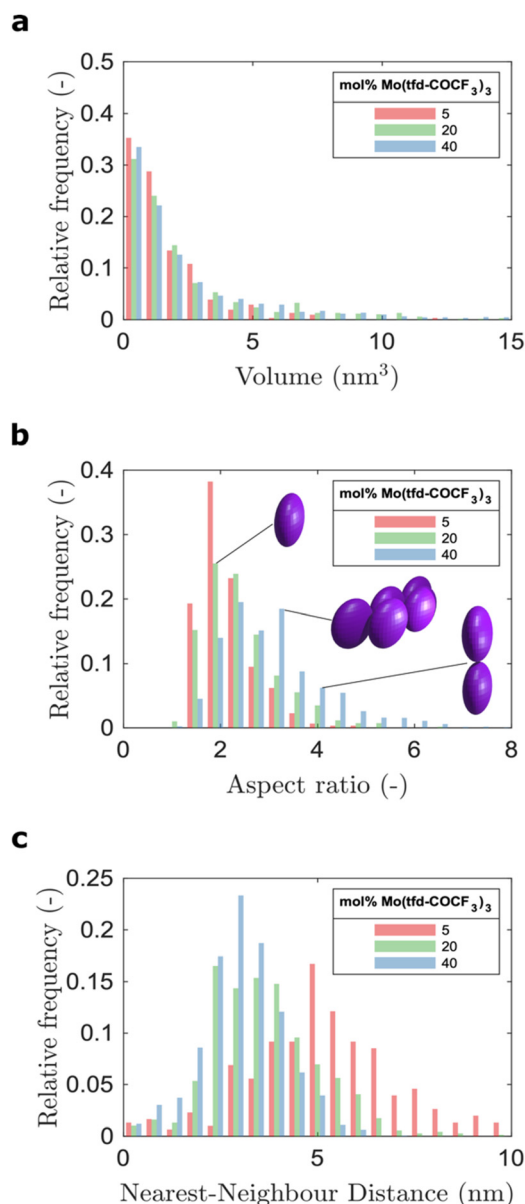 a
0.5
0.4
0.3
0.2
0.1
0
Relative frequency (-)
mol% Mo(tfd-COCF₃)₃
5
20
40
0 5 10 15
Volume (nm³)
b
0.4
0.3
0.2
0.1
0
Relative frequency (-)
mol% Mo(tfd-COCF₃)₃
5
20
40
0 2 4 6 8
Aspect ratio (-)
c
0.25
0.2
0.15
0.1
0.05
0
Relative frequency (-)
mol% Mo(tfd-COCF₃)₃
5
20
40
0 5 10
Nearest-Neighbour Distance (nm)